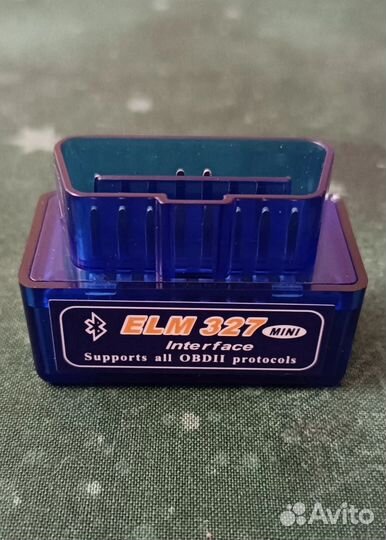 ELM 327 MINI
Interface
Supports all OBDII protocols
Avito